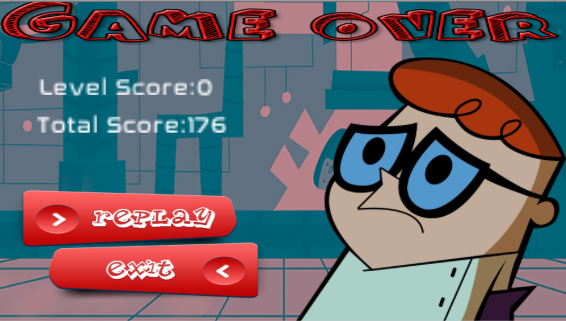 Game over
Level Score:0
Total Score:176
replay
exit